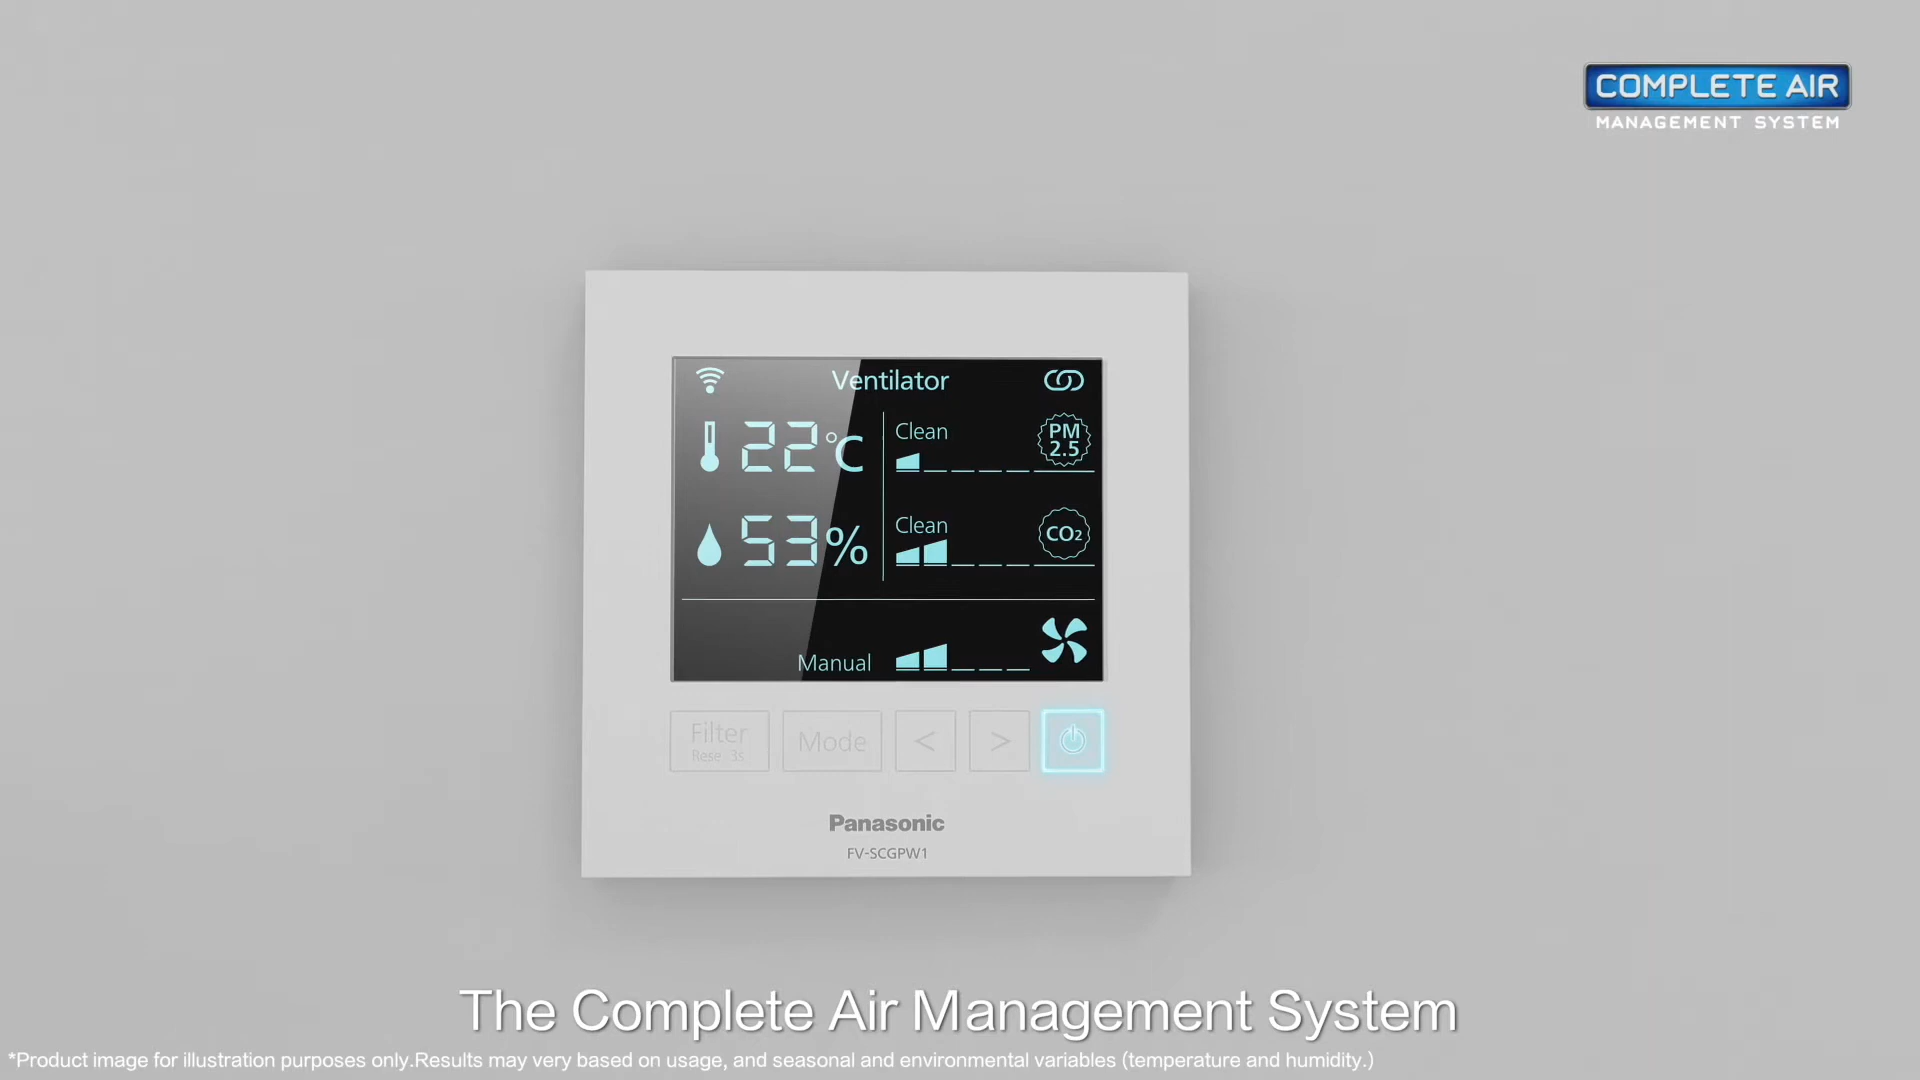 COMPLETE AIR
MANAGEMENT SYSTEM
Ventilator
22°C
Clean
PM
2.5
53%
Clean
CO2
Manual
Filter
Rese 3s
Mode
<
>
Panasonic
FV-SCGPW1
The Complete Air Management System
*Product image for illustration purposes only.Results may very based on usage, and seasonal and environmental variables (temperature and humidity.)